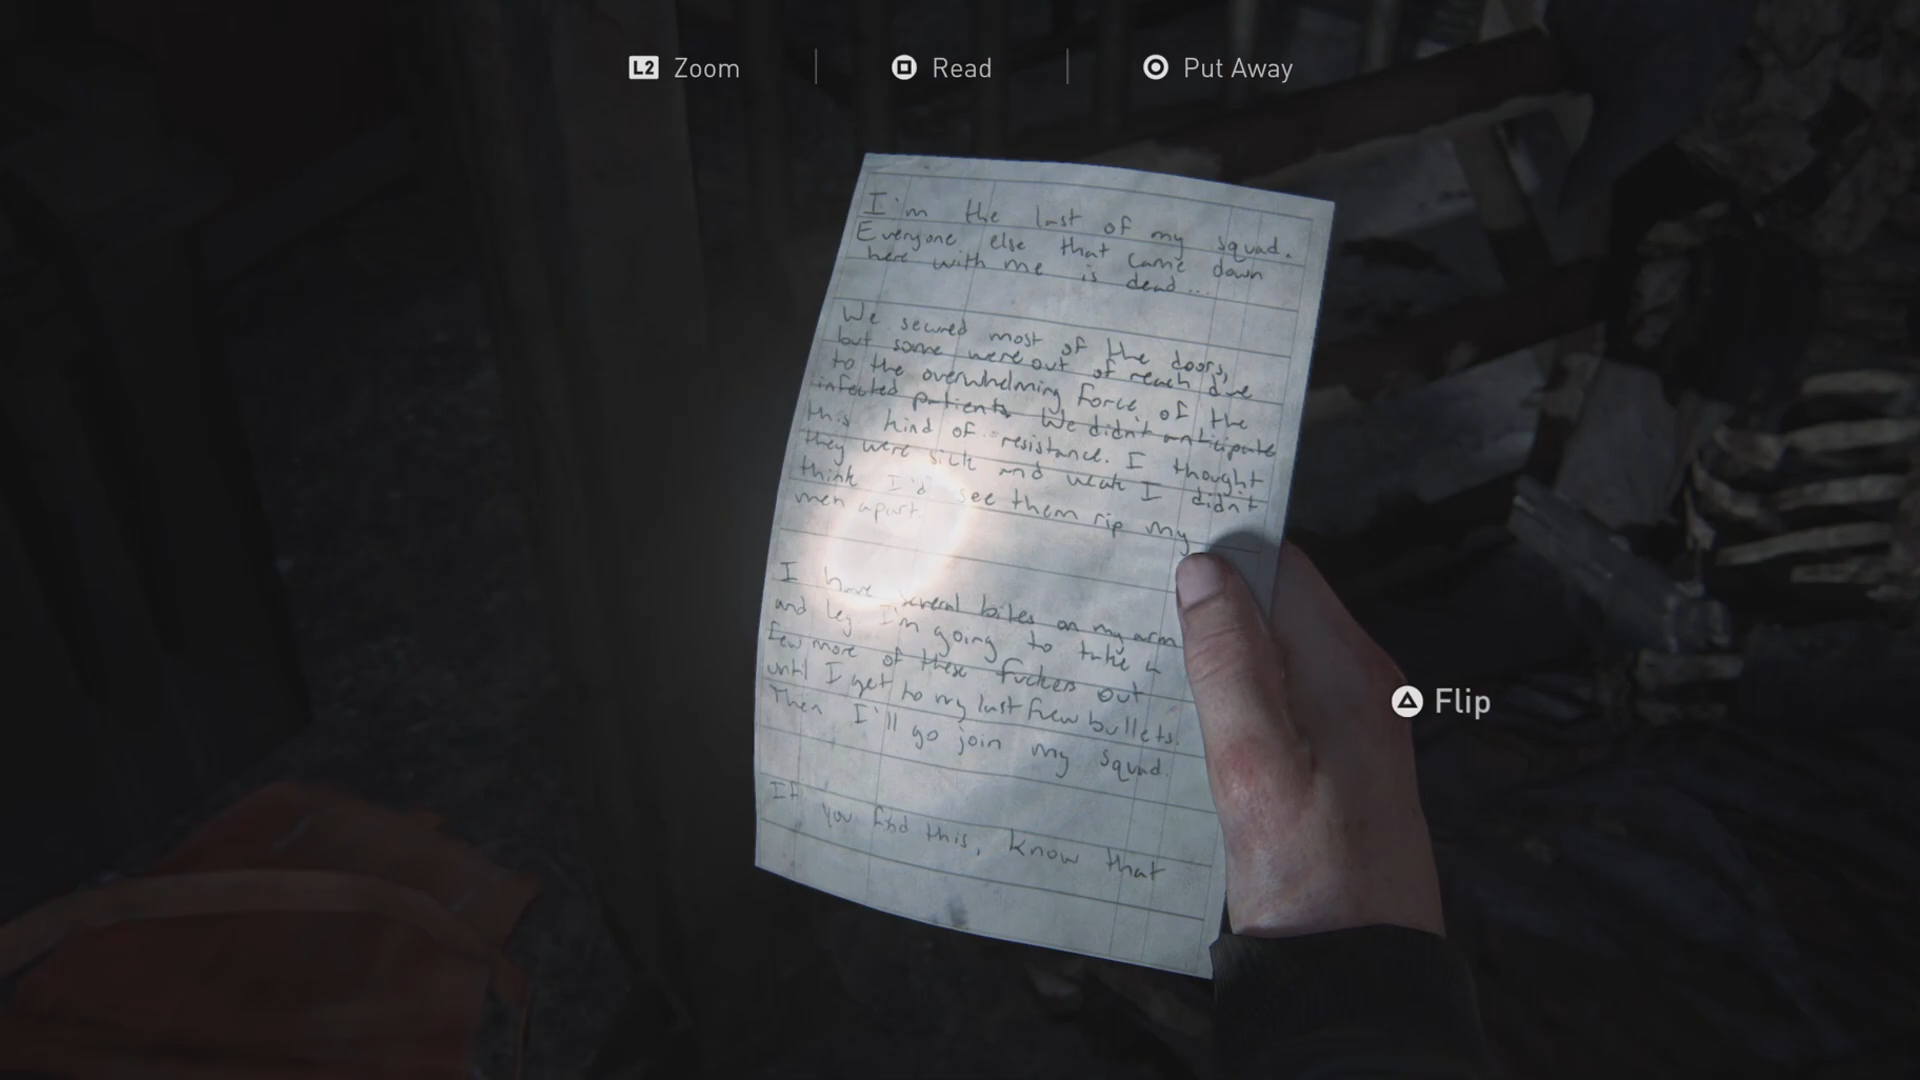 L2 Zoom | Read | Put Away
I'm the last of my squad.
Everyone else that came down
here with me is dead...
We secured most of the doors,
but some were out of reach due
to the overwhelming force of the
infected patients. We didn't anticipate
this kind of resistance. I thought
they were sick and weak I didn't
think I'd see them rip my
men apart.
I have several bites on my arm
and leg I'm going to take a
few more of these fuckers out
until I get to my last few bullets.
Then I'll go join my squad.
If you find this, know that
Flip